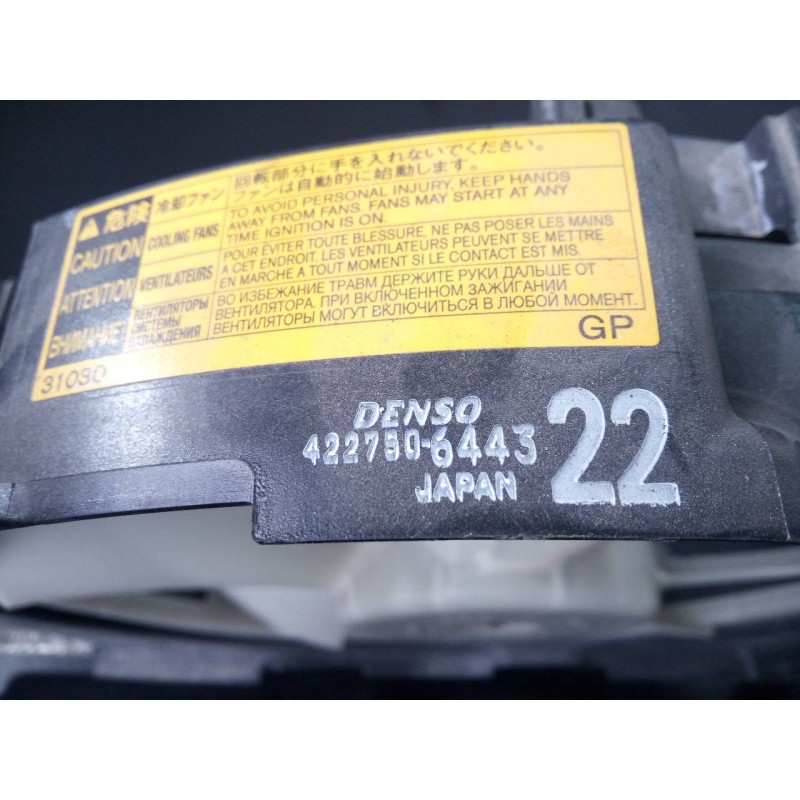 危険 冷却ファン 回転部分に手を入れないでください。
ファンは自動的に始動します。
CAUTION COOLING FANS TO AVOID PERSONAL INJURY, KEEP HANDS
AWAY FROM FANS. FANS MAY START AT ANY
TIME IGNITION IS ON.
ATTENTION VENTILATEURS POUR ÉVITER TOUTE BLESSURE, NE PAS POSER LES MAINS
A CET ENDROIT. LES VENTILATEURS PEUVENT SE METTRE
EN MARCHE A TOUT MOMENT SI LE CONTACT EST MIS.
ВНИМАНИЕ ВЕНТИЛЯТОРЫ ВО ИЗБЕЖАНИЕ ТРАВМ ДЕРЖИТЕ РУКИ ДАЛЬШЕ ОТ
СИСТЕМЫ ВЕНТИЛЯТОРА. ПРИ ВКЛЮЧЕННОМ ЗАЖИГАНИИ
ОХЛАЖДЕНИЯ ВЕНТИЛЯТОРЫ МОГУТ ВКЛЮЧИТЬСЯ В ЛЮБОЙ МОМЕНТ.
31030 GP
DENSO
422750-6443 22
JAPAN